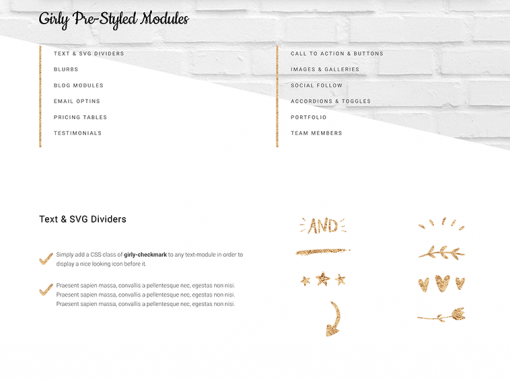 Girly Pre-Styled Modules
TEXT & SVG DIVIDERS
BLURBS
BLOG MODULES
EMAIL OPTINS
PRICING TABLES
TESTIMONIALS
CALL TO ACTION & BUTTONS
IMAGES & GALLERIES
SOCIAL FOLLOW
ACCORDIONS & TOGGLES
PORTFOLIO
TEAM MEMBERS
Text & SVG Dividers
Simply add a CSS class of girly-checkmark to any text module in order to
display a nice looking icon before it.
Praesent sapien massa, convallis a pellentesque nec, egestas non nisi.
Praesent sapien massa, convallis a pellentesque nec, egestas non nisi.
Praesent sapien massa, convallis a pellentesque nec, egestas non nisi.
AND